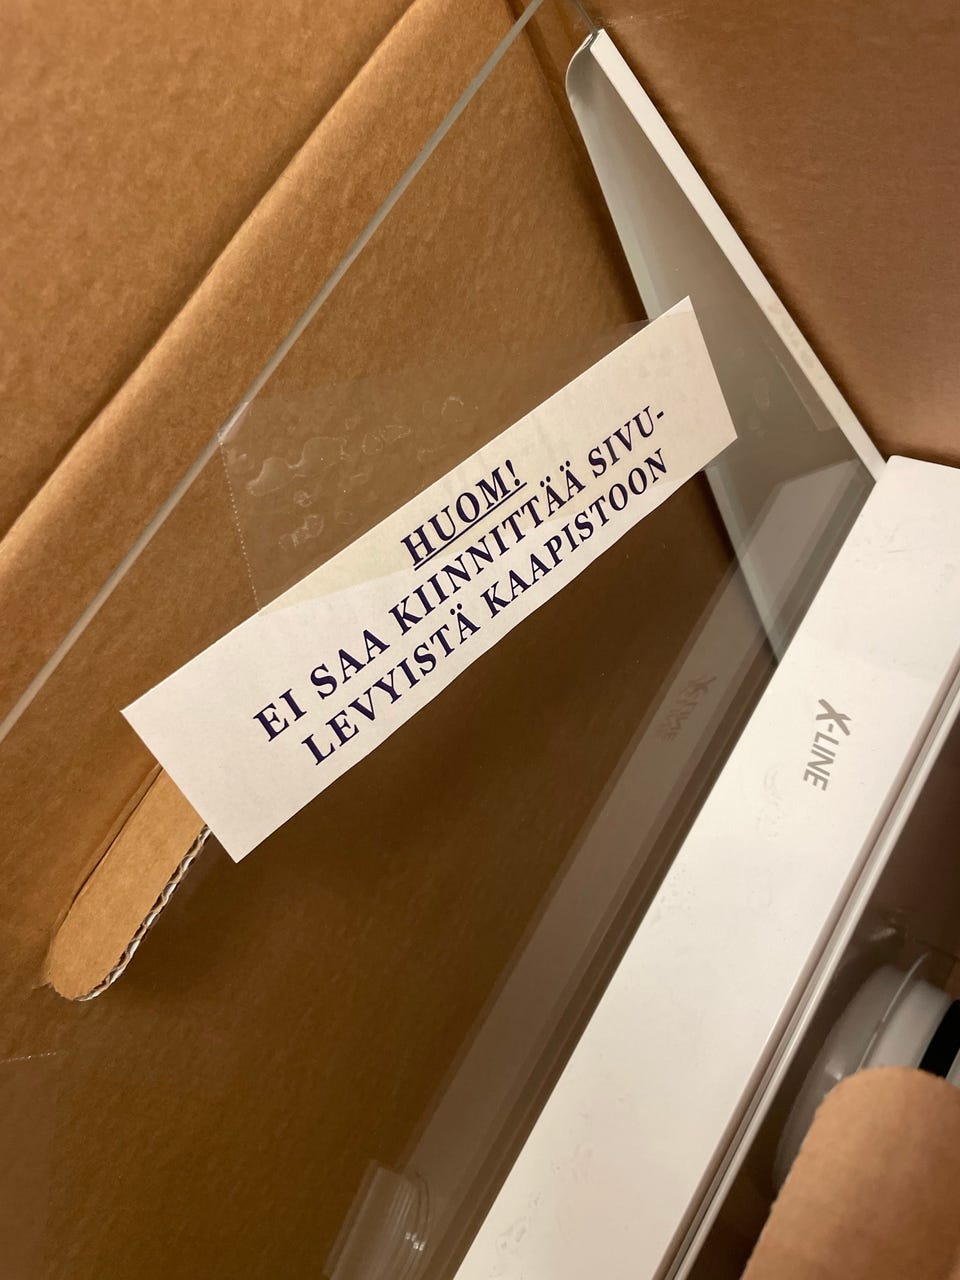 HUOM!
EI SAA KIINNITTÄÄ SIVU-
LEVYISTÄ KAAPISTOON
X-LINE